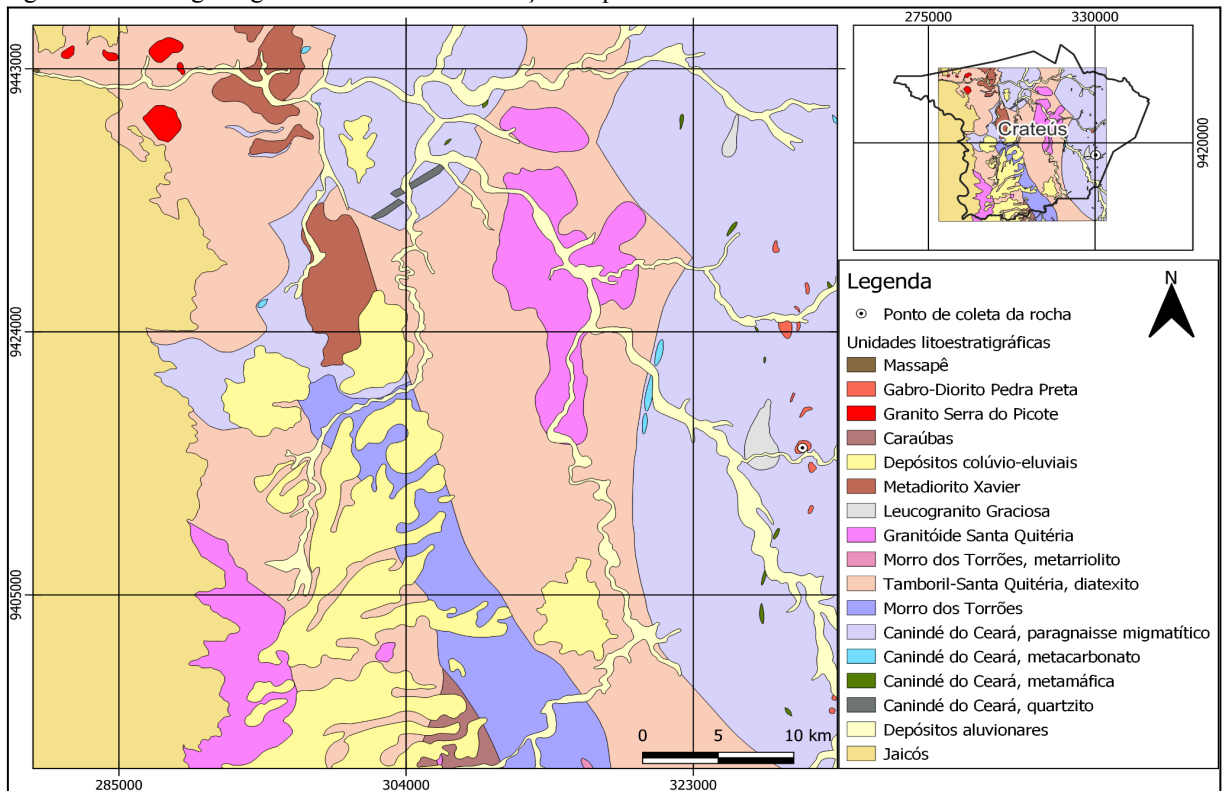 275000
330000
9443000
9420000
Crateús
Legenda
N
Ponto de coleta da rocha
9424000
Unidades litoestratigráficas
Massapê
Gabro-Diorito Pedra Preta
Granito Serra do Picote
Caraúbas
Depósitos colúvio-eluviais
Metadiorito Xavier
Leucogranito Graciosa
Granitóide Santa Quitéria
Morro dos Torrões, metarriolito
Tamboril-Santa Quitéria, diatexito
9405000
Morro dos Torrões
Canindé do Ceará, paragnaisse migmatítico
Canindé do Ceará, metacarbonato
Canindé do Ceará, metamáfica
Canindé do Ceará, quartzito
Depósitos aluvionares
Jaicós
0 5 10 km
285000 304000 323000